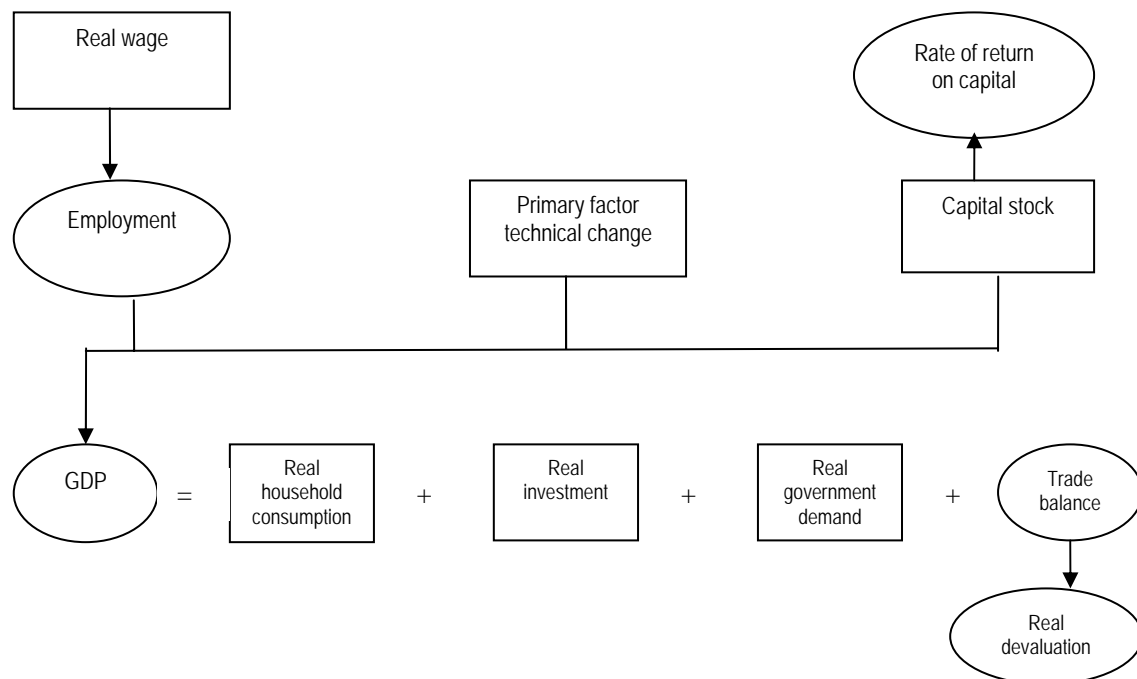 Real wage
Rate of return
on capital
Employment
Primary factor
technical change
Capital stock
GDP
=
Real
household
consumption
+
Real
investment
+
Real
government
demand
+
Trade
balance
Real
devaluation